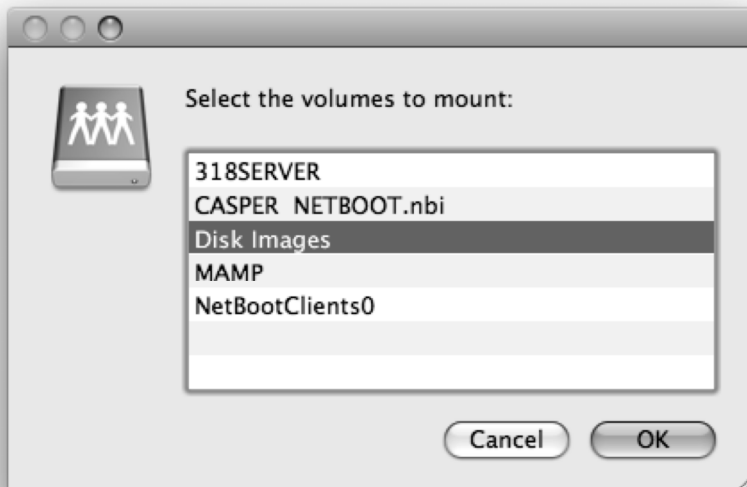 Select the volumes to mount:
318SERVER
CASPER NETBOOT.nbi
Disk Images
MAMP
NetBootClients0
Cancel OK